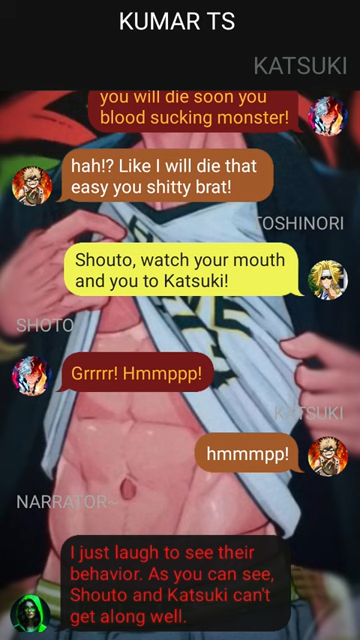 KUMAR TS
KATSUKI
you will die soon you
blood sucking monster!
hah!? Like I will die that
easy you shitty brat!
TOSHINORI
Shouto, watch your mouth
and you to Katsuki!
SHOTO
Grrrrr! Hmmppp!
KATSUKI
hmmmpp!
NARRATOR~
I just laugh to see their
behavior. As you can see,
Shouto and Katsuki can't
get along well.